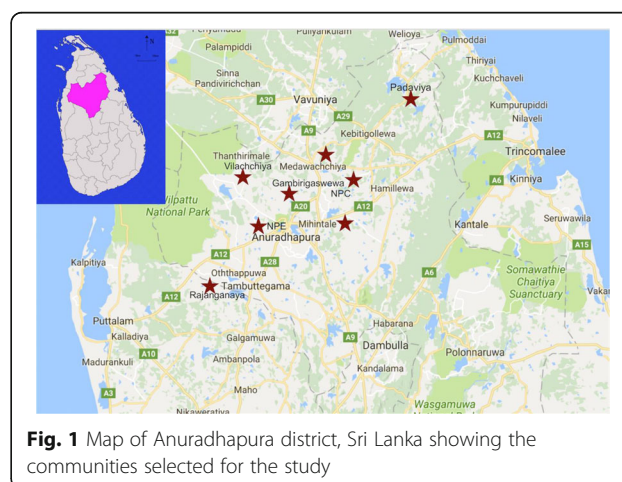 Pulmoddai
Palampiddi
Puliyankulam
Welioya
Thiriyai
Sinna
Pandivirichchan
Padaviya
Kuchchaveli
A30
Vavuniya
A29
Kumpurupiddi
Nilaveli
A9
Kebitigollewa
A12
Trincomalee
Thanthirimale
Medawachchiya
Vilachchiya
A6
Kinniya
Gambirigaswewa
NPC
Hamillewa
National Park
A20
A12
NPE
Mihintale
Kantale
Seruwawila
Anuradhapura
A12
A15
Kalpitiya
A28
Oththappuwa
A6
Somawathie
Chaitiya
Suanctuary
A12
Tambuttegama
Rajanganaya
Puttalam
Habarana
Kalladiya
Galgamuwa
A9
Polonnaruwa
Madurankuli
A10
Ambanpola
Dambulla
Kandalama
A3
Maho
Wasgamuwa
Nikawerativa
Fig. 1 Map of Anuradhapura district, Sri Lanka showing the
communities selected for the study